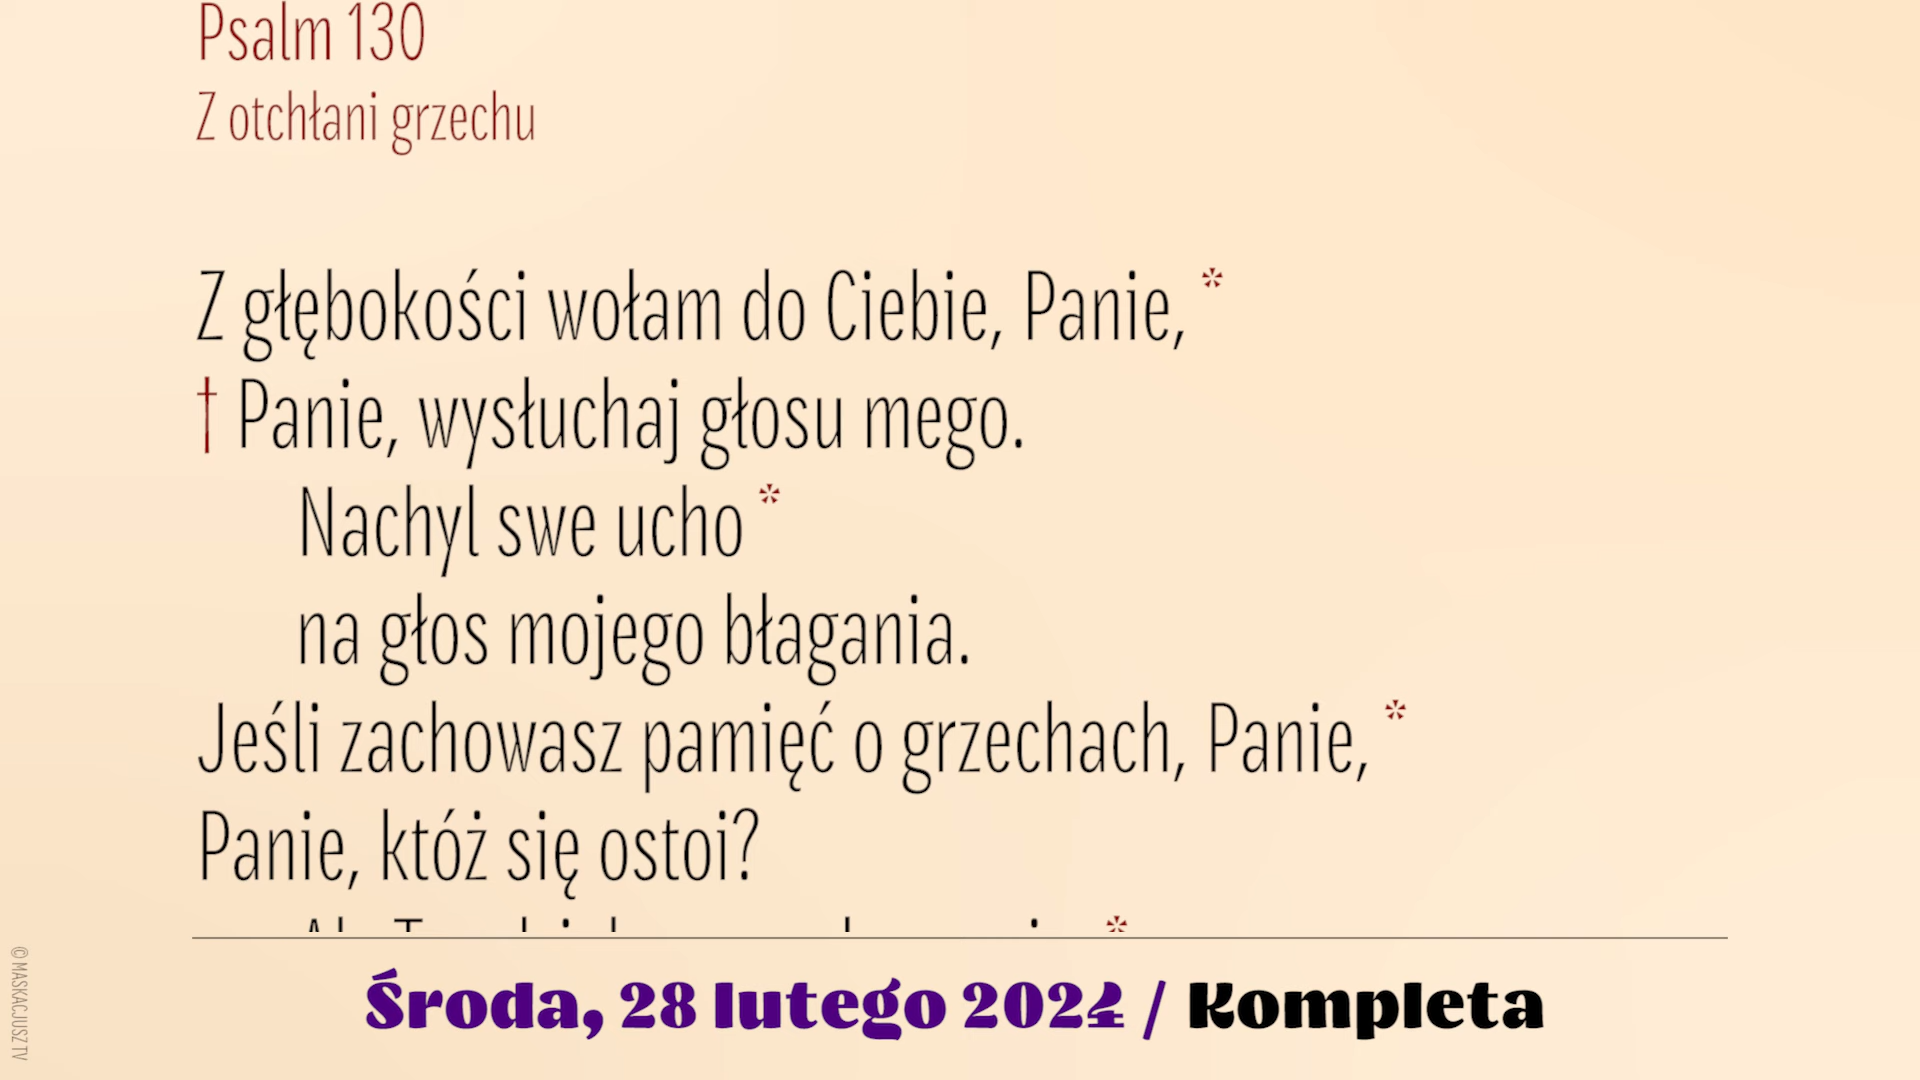 Psalm 130
Z otchłani grzechu
Z głębokości wołam do Ciebie, Panie, *
† Panie, wysłuchaj głosu mego.
Nachyl swe ucho *
na głos mojego błagania.
Jeśli zachowasz pamięć o grzechach, Panie, *
Panie, któż się ostoi?
Środa, 28 lutego 2024 / Kompleta
© MASKACJUSZ TV